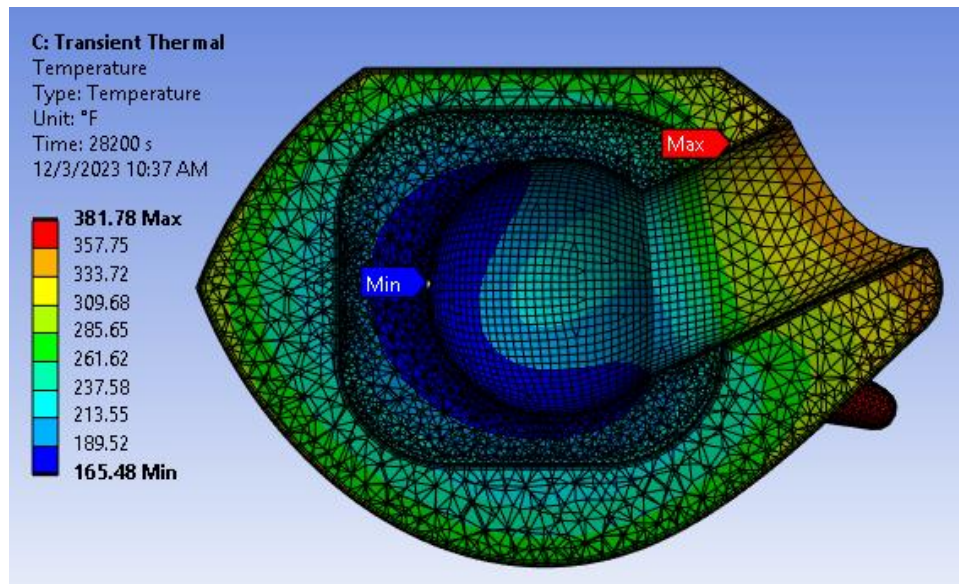 C: Transient Thermal
Temperature
Type: Temperature
Unit: °F
Time: 28200 s
12/3/2023 10:37 AM
381.78 Max
357.75
333.72
309.68
285.65
261.62
237.58
213.55
189.52
165.48 Min
Max
Min